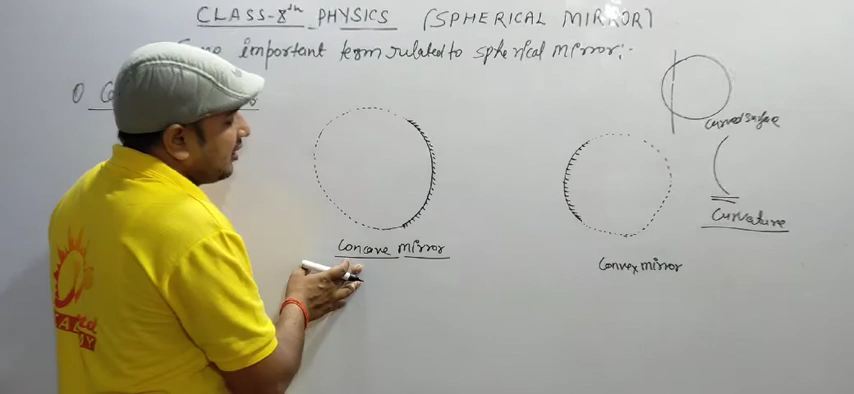 CLASS-8th PHYSICS (SPHERICAL MIRROR)
important term related to spherical mirror:-
Curved surface
Concave mirror
Curvature
Convex mirror